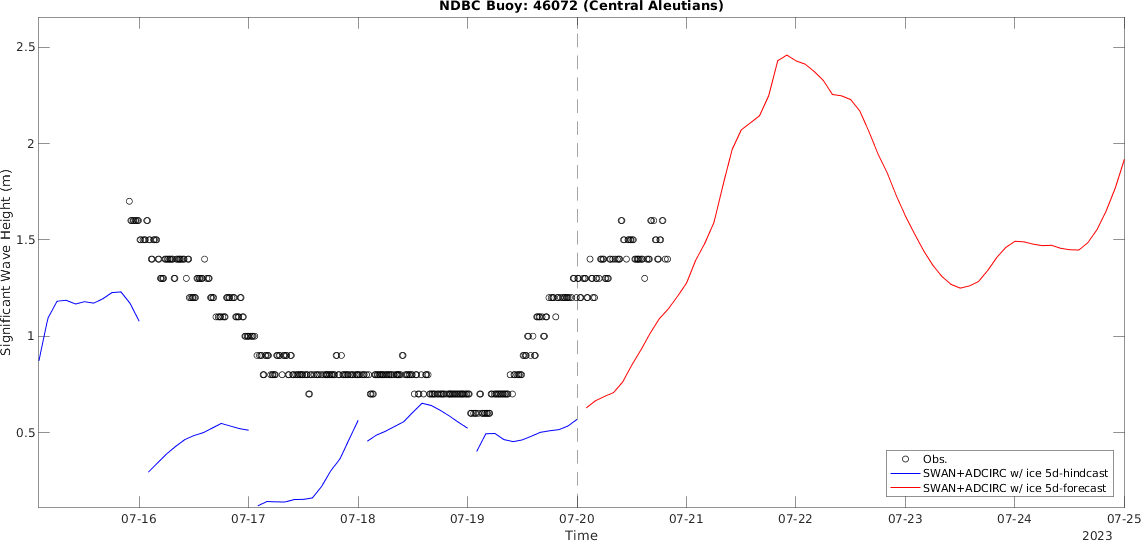 NDBC Buoy: 46072 (Central Aleutians)
Significant Wave Height (m)
2.5
2
1.5
1
0.5
Obs.
SWAN+ADCIRC w/ ice 5d-hindcast
SWAN+ADCIRC w/ ice 5d-forecast
07-16 07-17 07-18 07-19 07-20 07-21 07-22 07-23 07-24 07-25
Time 2023